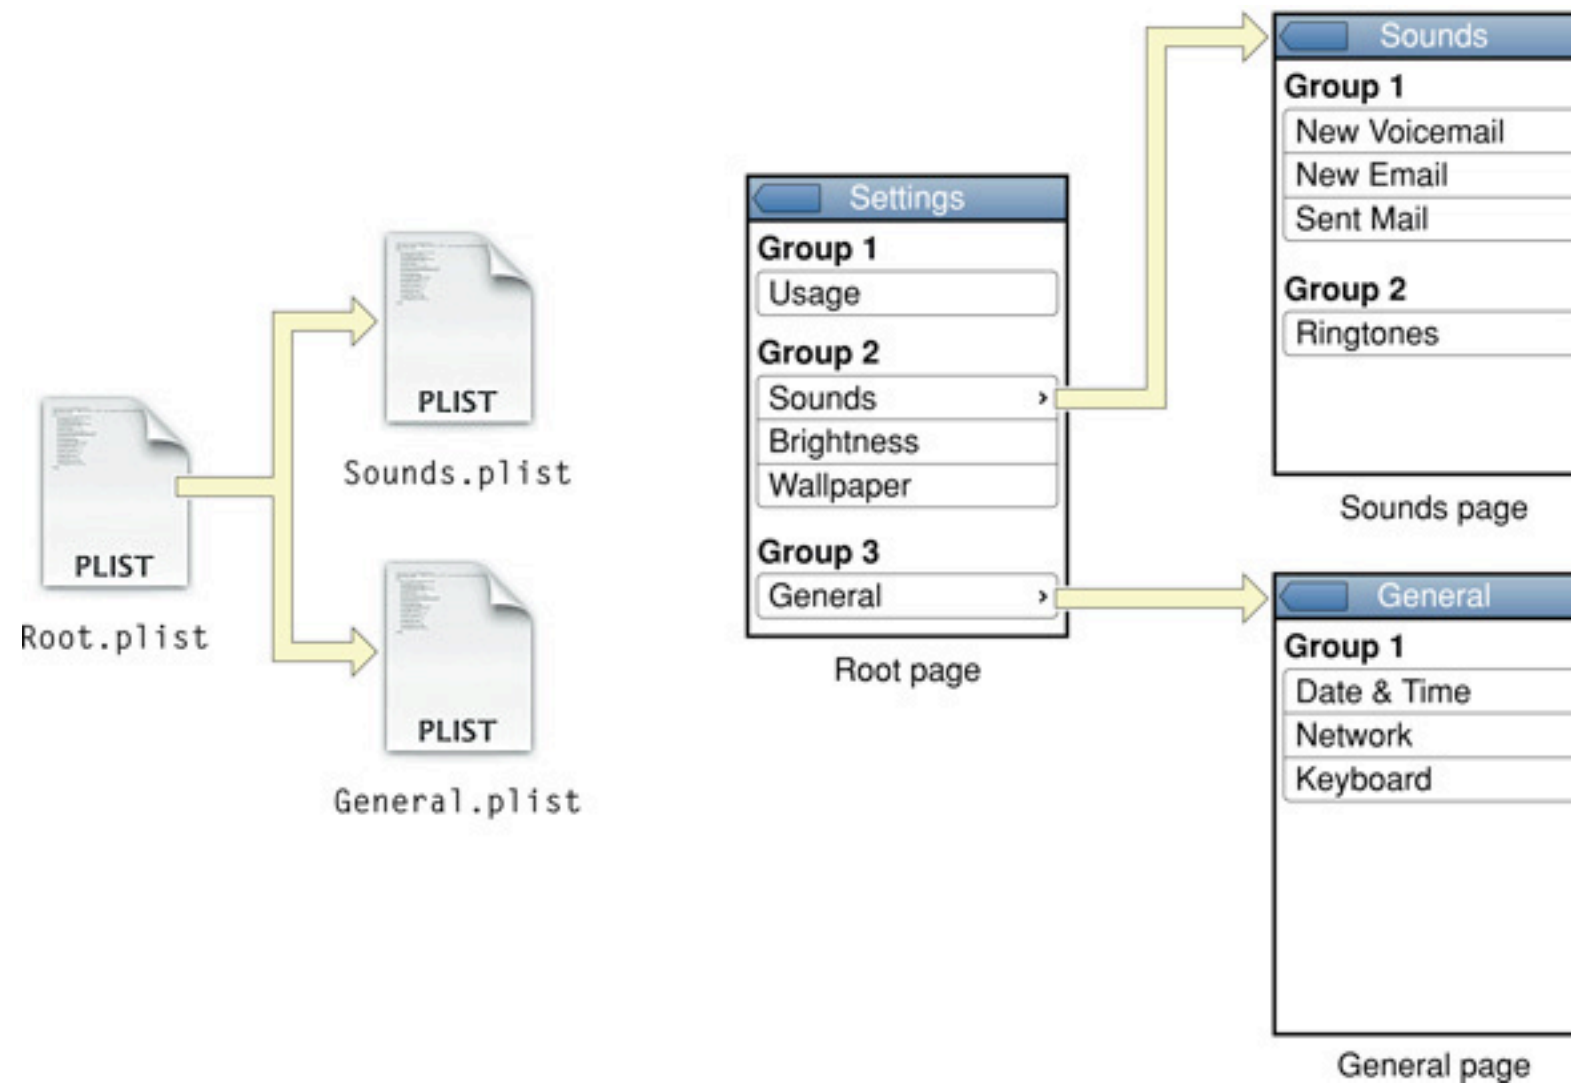 PLIST
Root.plist
PLIST
Sounds.plist
PLIST
General.plist
Settings
Group 1
Usage
Group 2
Sounds ›
Brightness
Wallpaper
Group 3
General ›
Root page
Sounds
Group 1
New Voicemail
New Email
Sent Mail
Group 2
Ringtones
Sounds page
General
Group 1
Date & Time
Network
Keyboard
General page